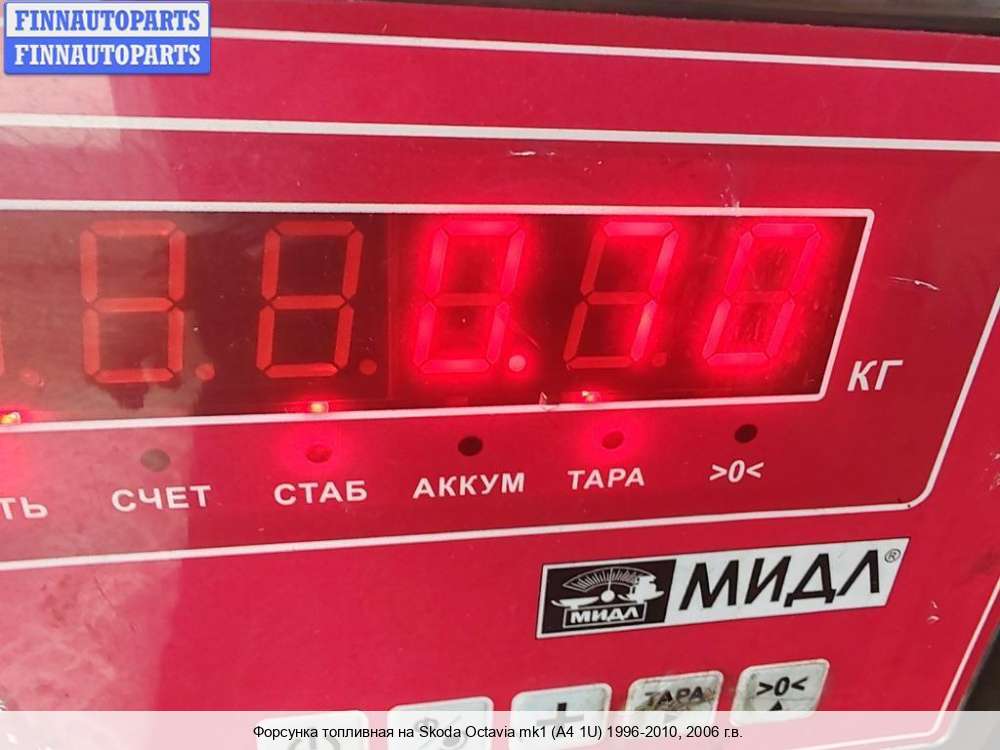 FINNAUTOPARTS
FINNAUTOPARTS
0.70
КГ
СЧЕТ СТАБ АККУМ ТАРА >0<
МИДЛ МИДЛ®
+ ТАРА >0<
Форсунка топливная на Skoda Octavia mk1 (A4 1U) 1996-2010, 2006 г.в.